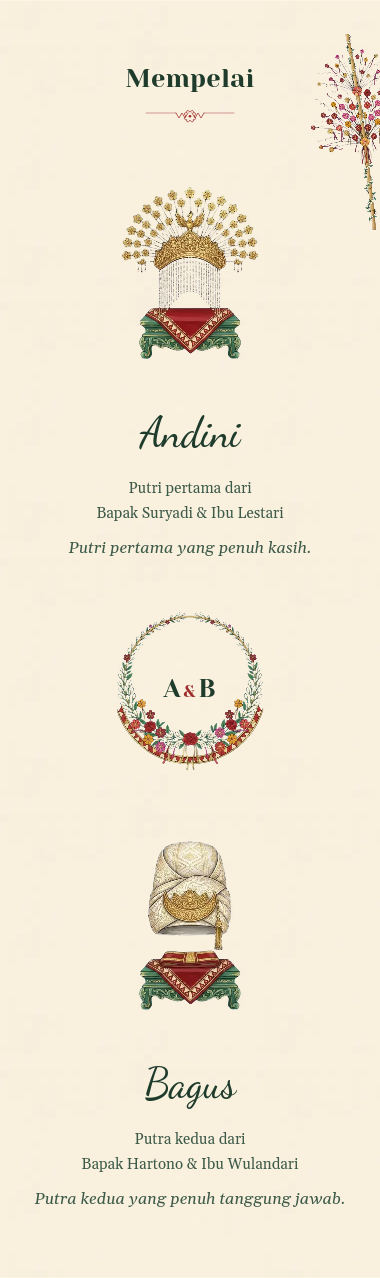 Mempelai
Andini
Putri pertama dari
Bapak Suryadi & Ibu Lestari
Putri pertama yang penuh kasih.
A & B
Bagus
Putra kedua dari
Bapak Hartono & Ibu Wulandari
Putra kedua yang penuh tanggung jawab.